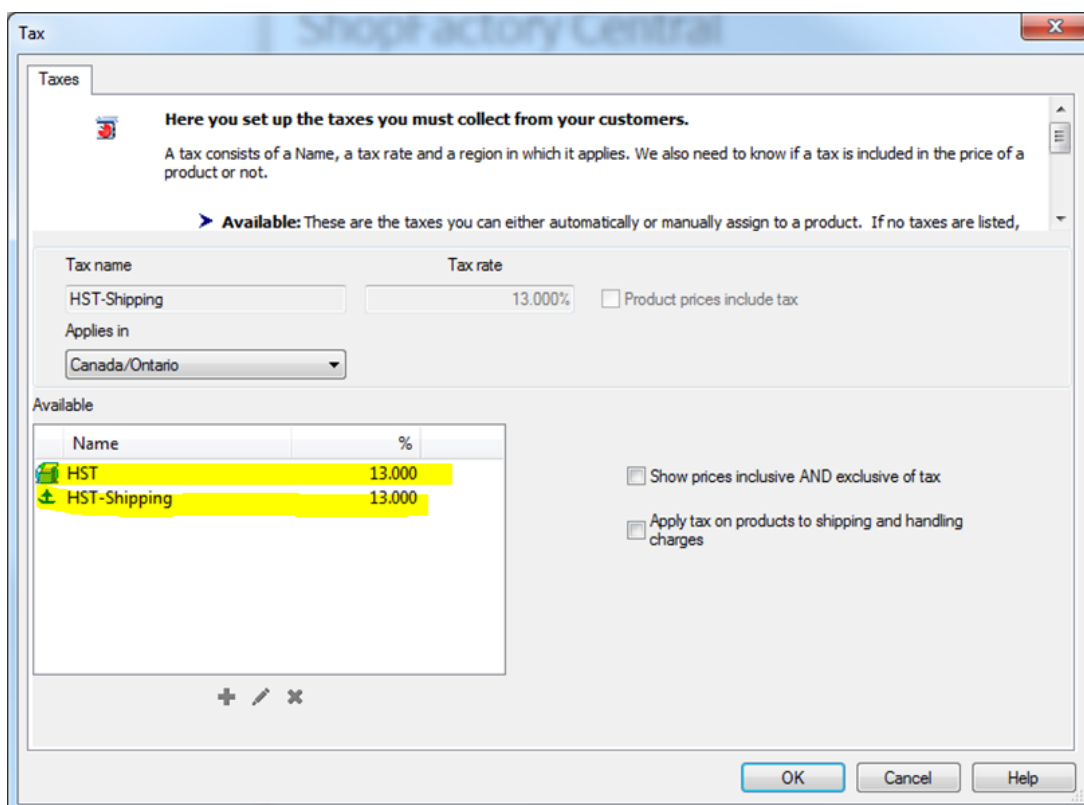 ShopFactory Central
Tax
Taxes
Here you set up the taxes you must collect from your customers.
A tax consists of a Name, a tax rate and a region in which it applies. We also need to know if a tax is included in the price of a
product or not.
Available: These are the taxes you can either automatically or manually assign to a product. If no taxes are listed,
Tax name Tax rate
HST-Shipping 13.000% Product prices include tax
Applies in
Canada/Ontario
Available
Name %
HST 13.000
HST-Shipping 13.000
Show prices inclusive AND exclusive of tax
Apply tax on products to shipping and handling
charges
OK Cancel Help